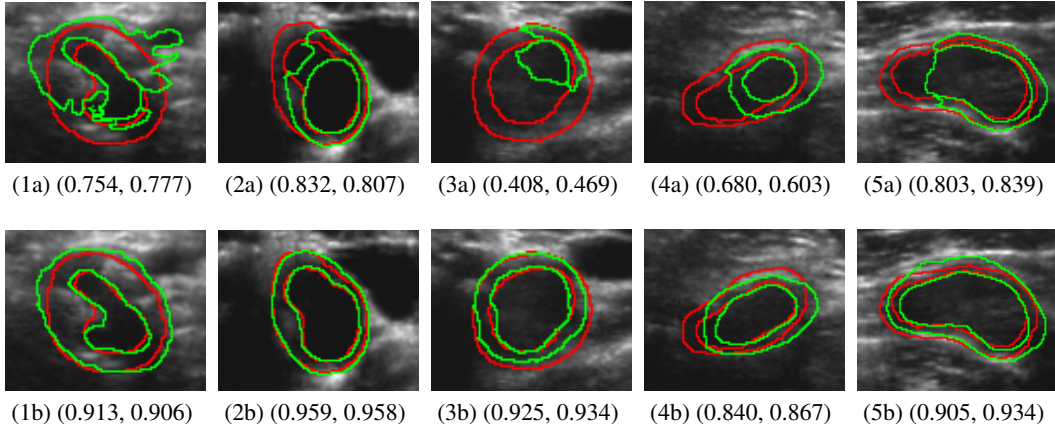 (1a) (0.754, 0.777) (2a) (0.832, 0.807) (3a) (0.408, 0.469) (4a) (0.680, 0.603) (5a) (0.803, 0.839)
(1b) (0.913, 0.906) (2b) (0.959, 0.958) (3b) (0.925, 0.934) (4b) (0.840, 0.867) (5b) (0.905, 0.934)